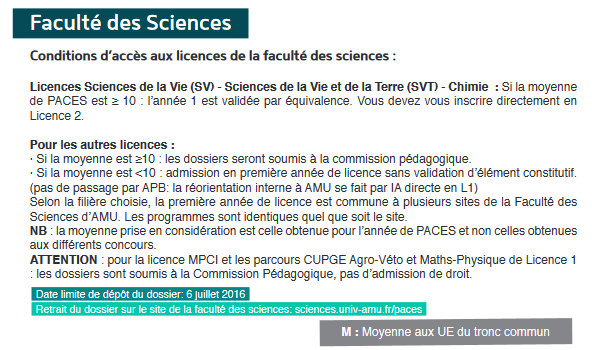 Faculté des Sciences
Conditions d'accès aux licences de la faculté des sciences :
Licences Sciences de la Vie (SV) - Sciences de la Vie et de la Terre (SVT) - Chimie : Si la moyenne
de PACES est ≥ 10 : l'année 1 est validée par équivalence. Vous devez vous inscrire directement en
Licence 2.
Pour les autres licences :
· Si la moyenne est ≥10 : les dossiers seront soumis à la commission pédagogique.
· Si la moyenne est <10 : admission en première année de licence sans validation d'élément constitutif.
(pas de passage par APB: la réorientation interne à AMU se fait par IA directe en L1)
Selon la filière choisie, la première année de licence est commune à plusieurs sites de la Faculté des
Sciences d'AMU. Les programmes sont identiques quel que soit le site.
NB : la moyenne prise en considération est celle obtenue pour l'année de PACES et non celles obtenues
aux différents concours.
ATTENTION : pour la licence MPCI et les parcours CUPGE Agro-Véto et Maths-Physique de Licence 1
: les dossiers sont soumis à la Commission Pédagogique, pas d'admission de droit.
Date limite de dépôt du dossier: 6 juillet 2016
Retrait du dossier sur le site de la faculté des sciences: sciences.univ-amu.fr/paces
M : Moyenne aux UE du tronc commun